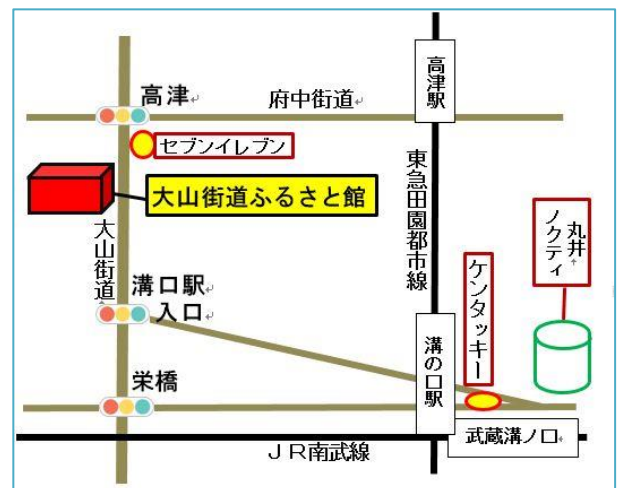 高津
府中街道
高津駅
セブンイレブン
大山街道ふるさと館
東急田園都市線
丸井
ノクティ
大山街道
溝口駅
入口
ケンタッキー
溝の口駅
栄橋
武蔵溝ノ口
JR南武線